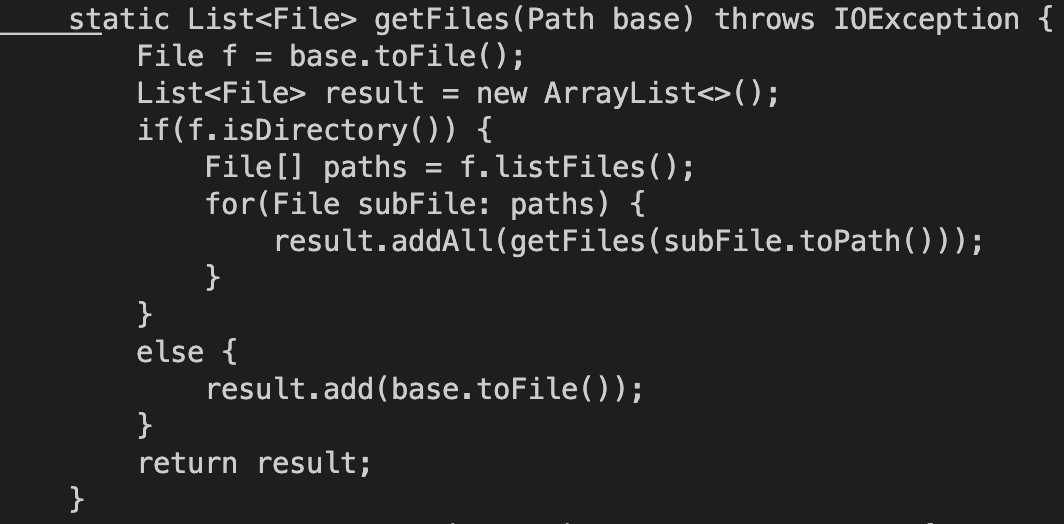 static List<File> getFiles(Path base) throws IOException {
File f = base.toFile();
List<File> result = new ArrayList<>();
if(f.isDirectory()) {
File[] paths = f.listFiles();
for(File subFile: paths) {
result.addAll(getFiles(subFile.toPath()));
}
}
else {
result.add(base.toFile());
}
return result;
}